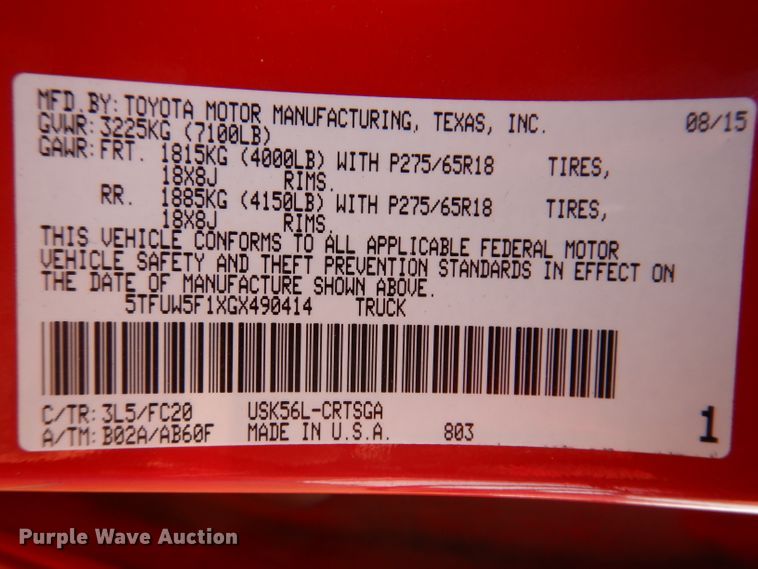 MFD.BY: TOYOTA MOTOR MANUFACTURING, TEXAS, INC. 08/15
GVWR: 3225KG (7100LB)
GAWR: FRT. 1815KG (4000LB) WITH P275/65R18 TIRES,
18X8J RIMS.
RR. 1885KG (4150LB) WITH P275/65R18 TIRES,
18X8J RIMS.
THIS VEHICLE CONFORMS TO ALL APPLICABLE FEDERAL MOTOR
VEHICLE SAFETY AND THEFT PREVENTION STANDARDS IN EFFECT ON
THE DATE OF MANUFACTURE SHOWN ABOVE.
5TFUW5F1XGX490414 TRUCK
C/TR: 3L5/FC20 USK56L-CRTSGA
A/TM: B02A/AB60F MADE IN U.S.A. 803 1
Purple Wave Auction